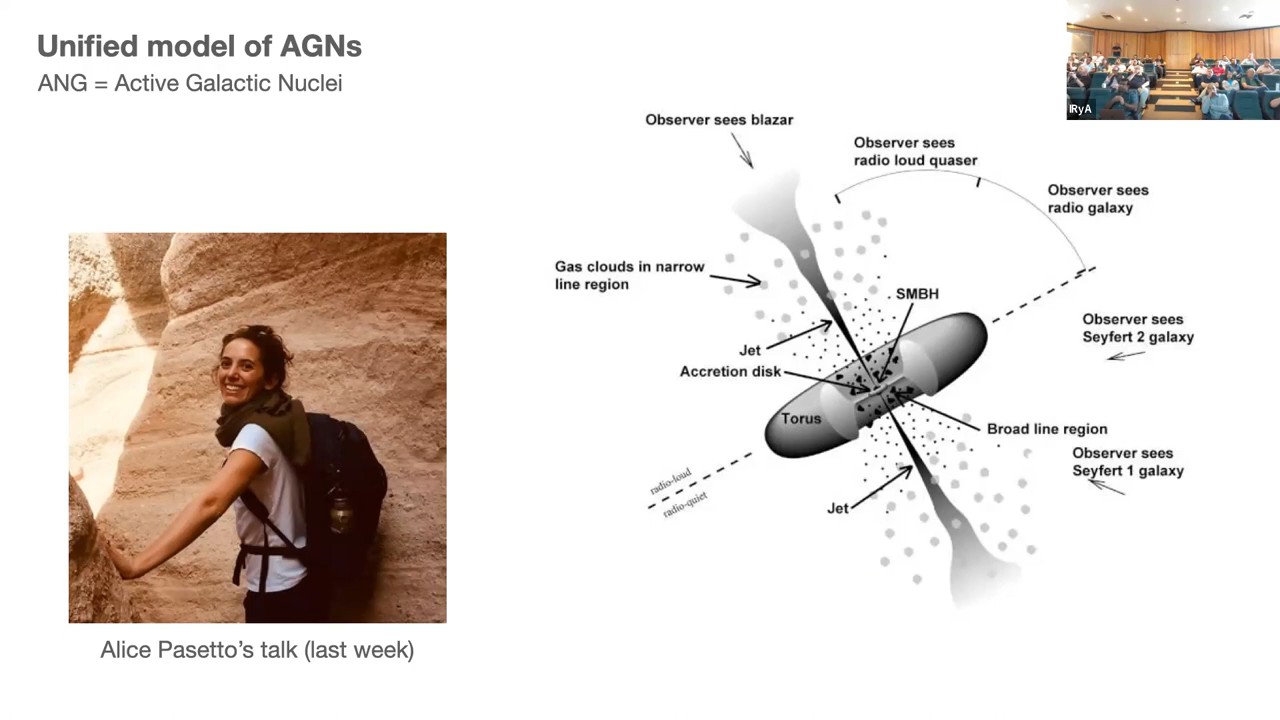 Unified model of AGNs
ANG = Active Galactic Nuclei
IRyA
Observer sees blazar
Observer sees
radio loud quaser
Observer sees
radio galaxy
Gas clouds in narrow
line region
SMBH
Observer sees
Seyfert 2 galaxy
Jet
Accretion disk
Torus
Broad line region
Observer sees
Seyfert 1 galaxy
radio-loud
radio-quiet
Jet
Alice Pasetto’s talk (last week)